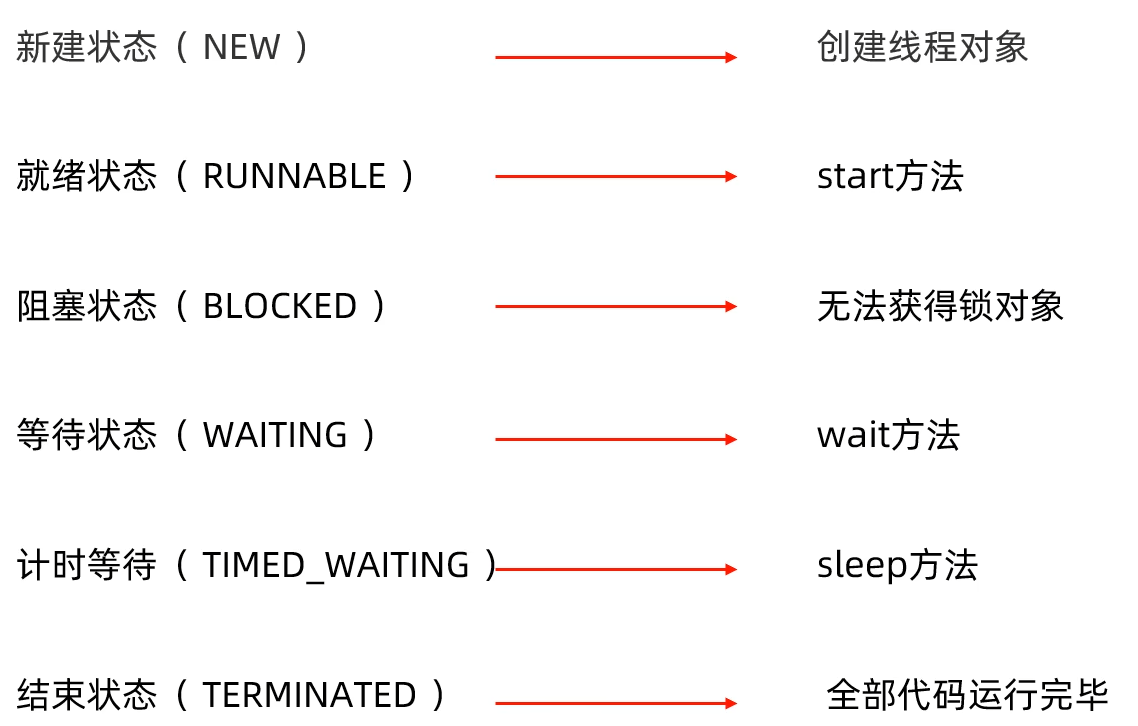 新建状态（ NEW ） 创建线程对象
就绪状态（ RUNNABLE ） start方法
阻塞状态（ BLOCKED ） 无法获得锁对象
等待状态（ WAITING ） wait方法
计时等待（ TIMED_WAITING ） sleep方法
结束状态（ TERMINATED ） 全部代码运行完毕